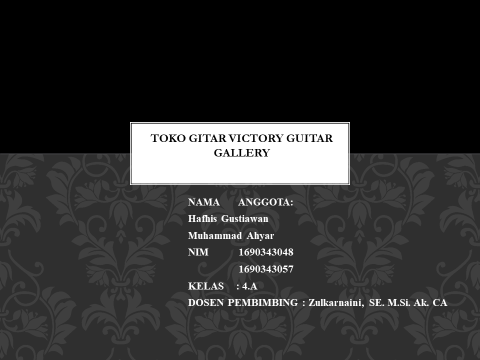 TOKO GITAR VICTORY GUITAR
GALLERY
NAMA ANGGOTA:
Hafhis Gustiawan
Muhammad Ahyar
NIM 1690343048
1690343057
KELAS : 4.A
DOSEN PEMBIMBING : Zulkarnaini, SE. M.Si. Ak. CA